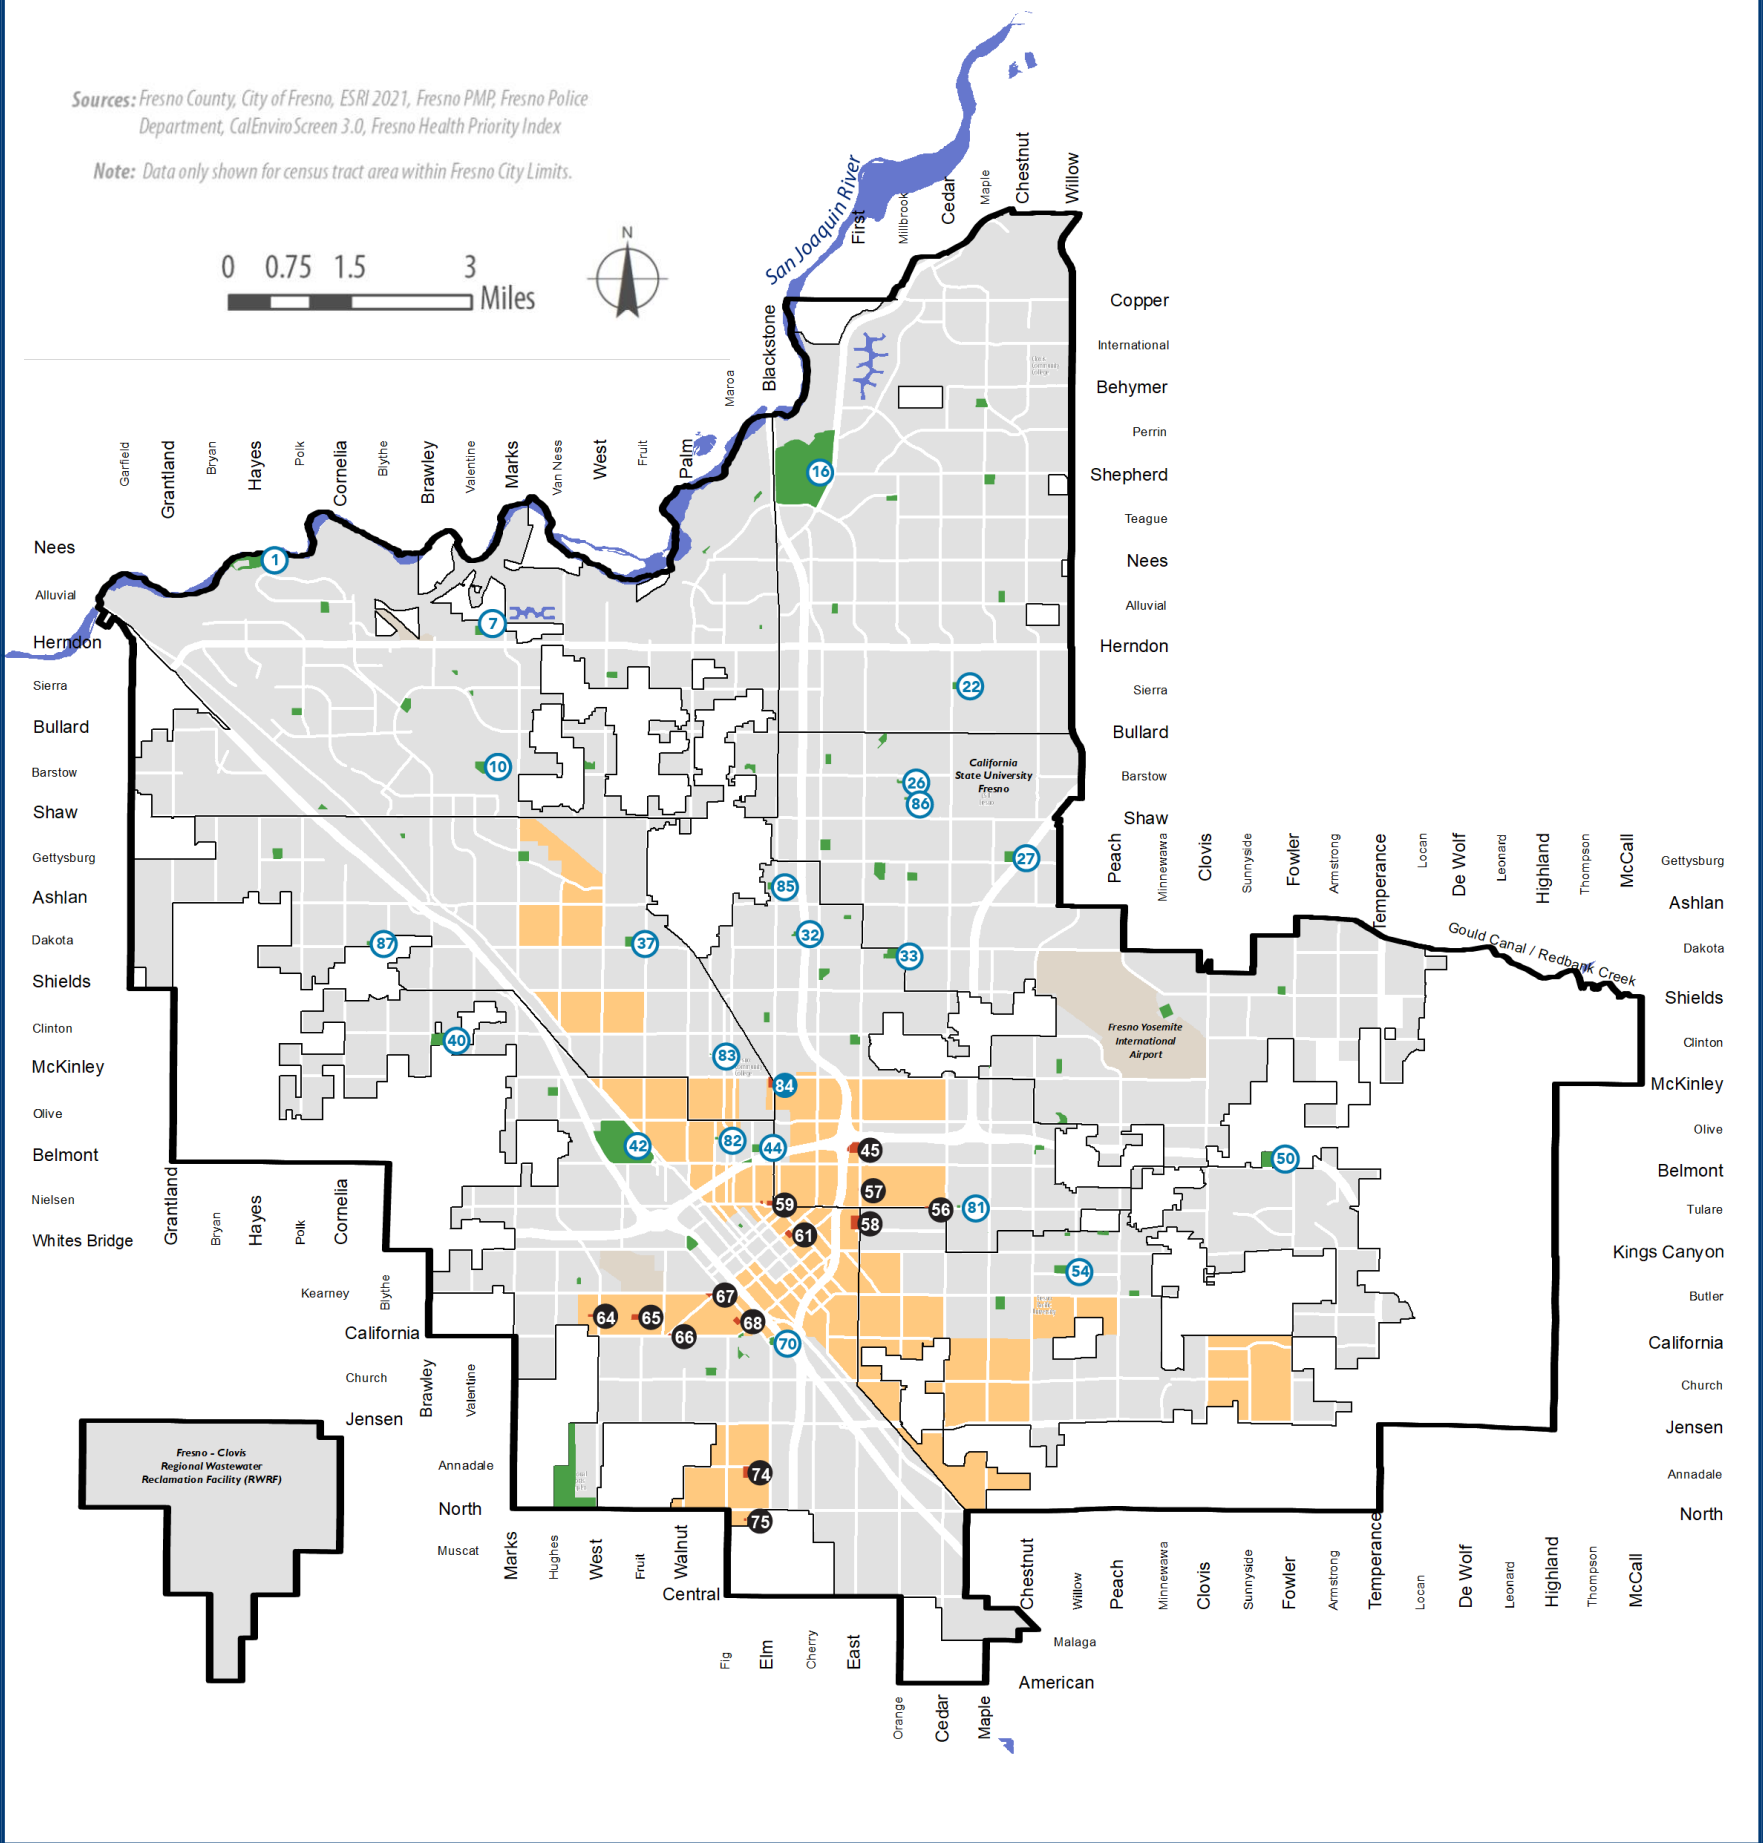 Sources: Fresno County, City of Fresno, ESRI 2021, Fresno PMP, Fresno Police
Department, CalEnviroScreen 3.0, Fresno Health Priority Index
Note: Data only shown for census tract area within Fresno City Limits.
0 0.75 1.5 3
Miles
N
San Joaquin River
First
Millbrook
Cedar
Maple
Chestnut
Willow
Maroa
Blackstone
Garfield
Grantland
Bryan
Hayes
Polk
Cornelia
Blythe
Brawley
Valentine
Marks
Van Ness
West
Fruit
Palm
Copper
International
Behymer
Perrin
Shepherd
Teague
Nees
Alluvial
Herndon
Sierra
Bullard
Barstow
Shaw
Nees
Alluvial
Herndon
Sierra
Bullard
Barstow
Shaw
Gettysburg
Ashlan
Dakota
Shields
Clinton
McKinley
Olive
Belmont
Nielsen
Whites Bridge
Kearney
California
Church
Jensen
Annadale
North
Muscat
Central
Peach
Minnewawa
Clovis
Sunnyside
Fowler
Armstrong
Temperance
Locan
De Wolf
Leonard
Highland
Thompson
McCall
Gettysburg
Ashlan
Dakota
Shields
Clinton
McKinley
Olive
Belmont
Tulare
Kings Canyon
Butler
California
Church
Jensen
Annadale
North
Gould Canal / Redbank Creek
California
State University
Fresno
Fresno Yosemite
International
Airport
16
1
7
22
10
26
86
27
85
32
33
87
37
40
83
84
42
82
44
45
50
57
59
56
81
58
61
54
67
64
65
68
66
70
74
75
Grantland
Bryan
Hayes
Polk
Cornelia
Blythe
Brawley
Valentine
Fresno - Clovis
Regional Wastewater
Reclamation Facility (RWRF)
Marks
Hughes
West
Fruit
Walnut
Fig
Elm
Cherry
East
Orange
Cedar
Maple
Chestnut
Willow
Peach
Minnewawa
Clovis
Sunnyside
Fowler
Armstrong
Temperance
Locan
De Wolf
Leonard
Highland
Thompson
McCall
Malaga
American